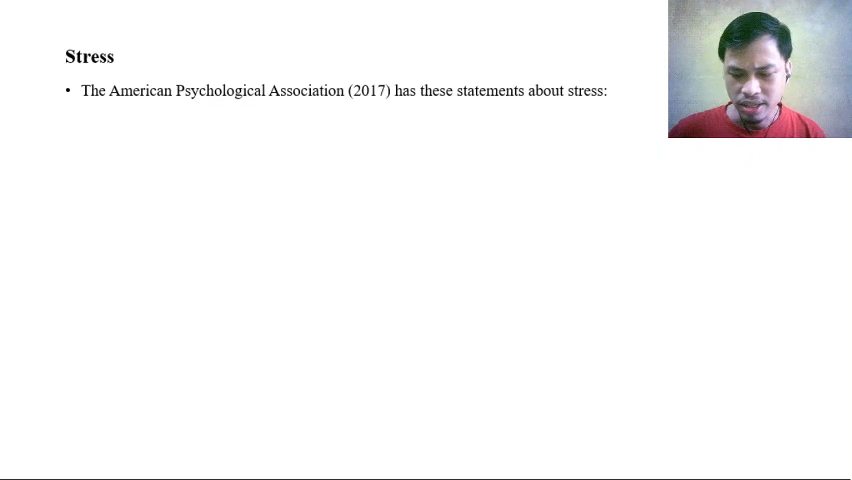 Stress
• The American Psychological Association (2017) has these statements about stress: